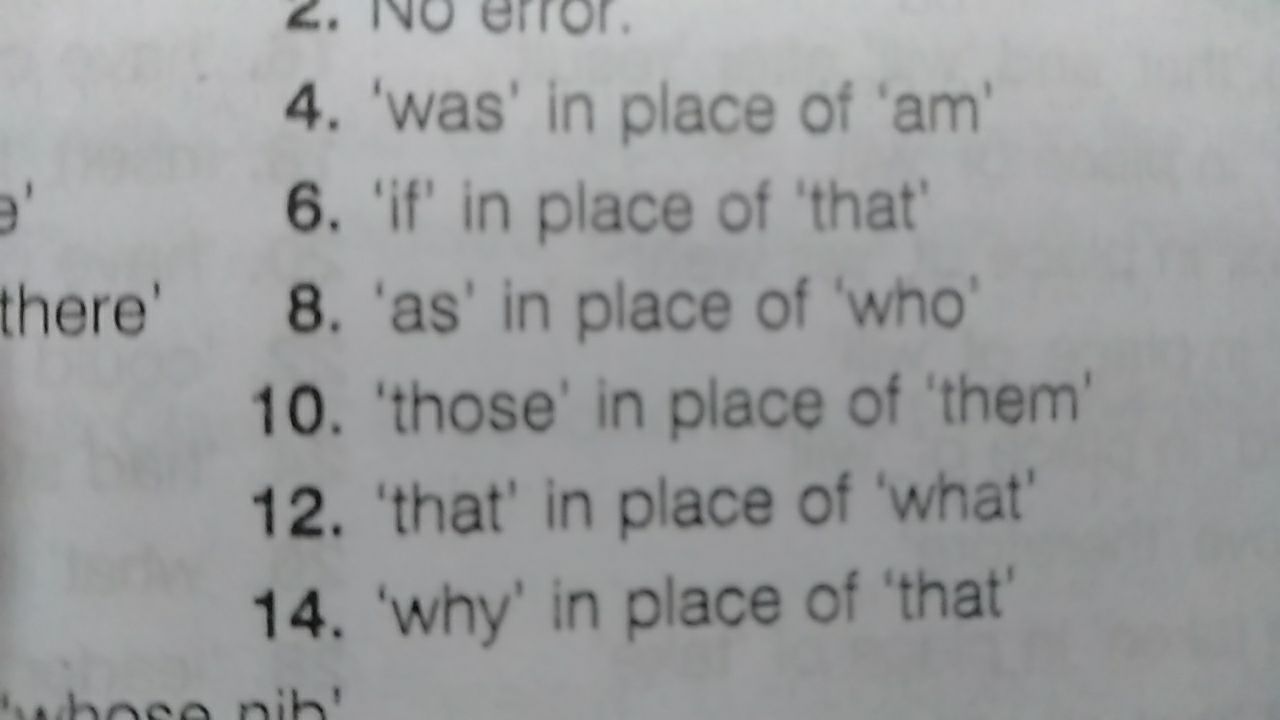 2. No error.
4. 'was' in place of 'am'
6. 'if' in place of 'that'
there' 8. 'as' in place of 'who'
10. 'those' in place of 'them'
12. 'that' in place of 'what'
14. 'why' in place of 'that'
'whose nib'